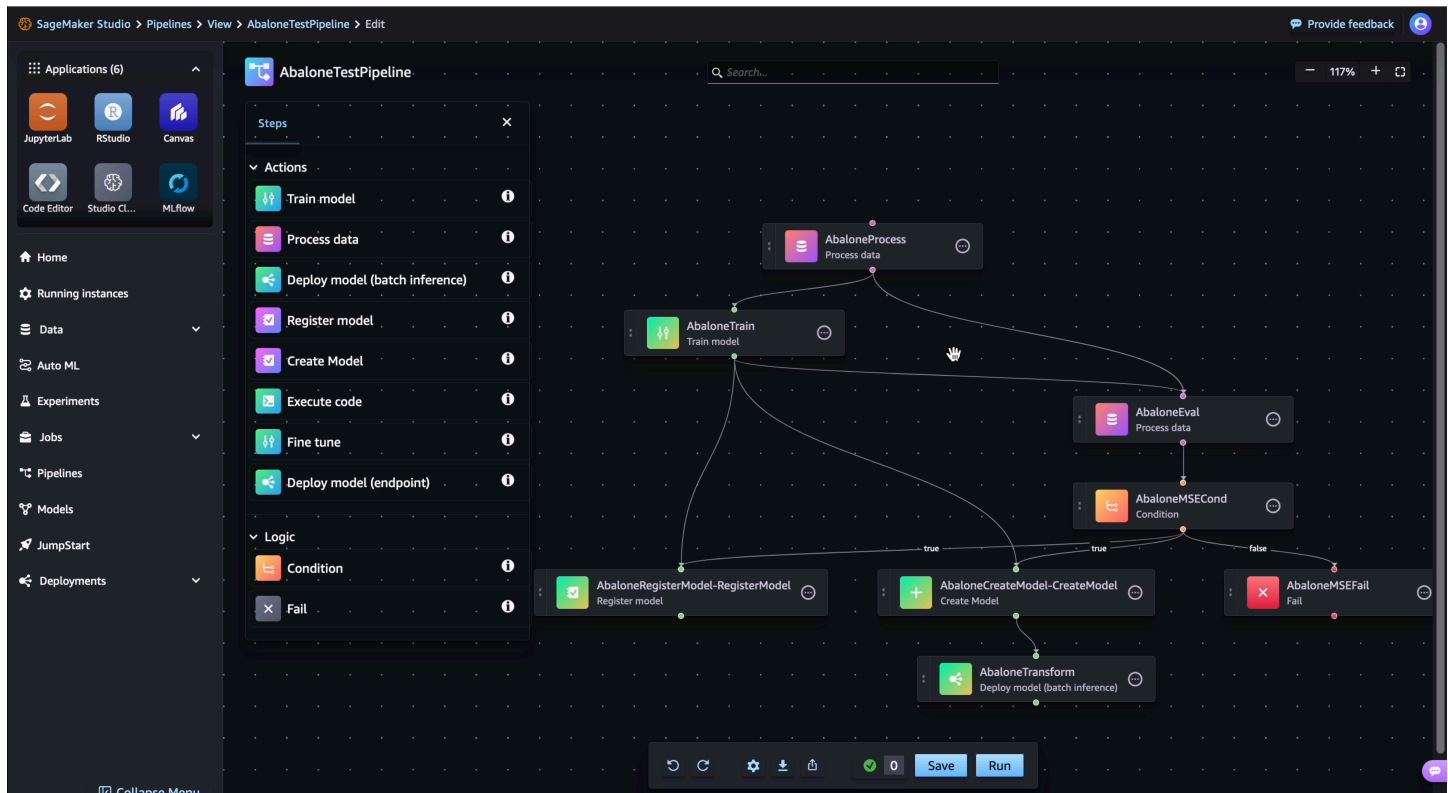 SageMaker Studio > Pipelines > View > AbaloneTestPipeline > Edit
Provide feedback
Applications (6)
JupyterLab
RStudio
Canvas
Code Editor
Studio Cl...
MLflow
Home
Running instances
Data
Auto ML
Experiments
Jobs
Pipelines
Models
JumpStart
Deployments
Collapse Menu
AbaloneTestPipeline
Search...
117%
Steps
Actions
Train model
Process data
Deploy model (batch inference)
Register model
Create Model
Execute code
Fine tune
Deploy model (endpoint)
Logic
Condition
Fail
AbaloneProcess
Process data
AbaloneTrain
Train model
AbaloneEval
Process data
AbaloneMSECond
Condition
true
true
false
AbaloneRegisterModel-RegisterModel
Register model
AbaloneCreateModel-CreateModel
Create Model
AbaloneMSEFail
Fail
AbaloneTransform
Deploy model (batch inference)
0
Save
Run